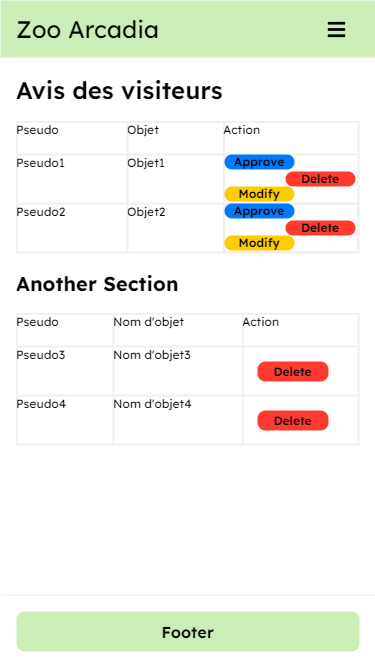 Zoo Arcadia
Avis des visiteurs
Pseudo Objet Action
Pseudo1 Objet1 Approve
Delete
Modify
Pseudo2 Objet2 Approve
Delete
Modify
Another Section
Pseudo Nom d'objet Action
Pseudo3 Nom d'objet3
Delete
Pseudo4 Nom d'objet4
Delete
Footer